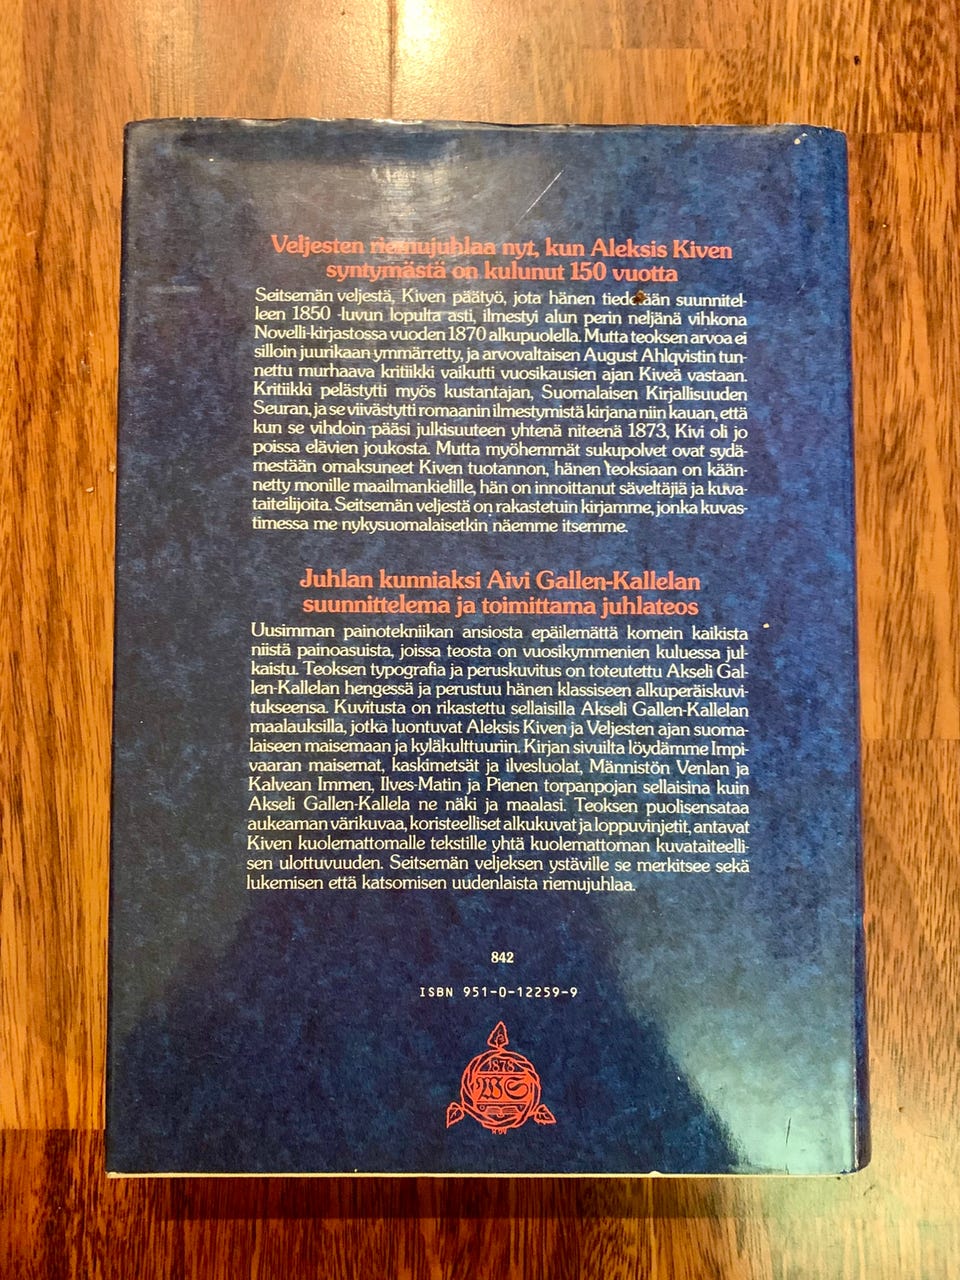 Veljesten riemujuhlaa nyt, kun Aleksis Kiven
syntymästä on kulunut 150 vuotta
Seitsemän veljestä, Kiven päätyö, jota hänen tiedetään suunnitel-
leen 1850 -luvun lopulta asti, ilmestyi alun perin neljänä vihkona
Novelli-kirjastossa vuoden 1870 alkupuolella. Mutta teoksen arvoa ei
silloin juurikaan ymmärretty, ja arvovaltaisen August Ahlqvistin tun-
nettu murhaava kritiikki vaikutti vuosikausien ajan Kiveä vastaan.
Kritiikki pelästytti myös kustantajan, Suomalaisen Kirjallisuuden
Seuran, ja se viivästytti romaanin ilmestymistä kirjana niin kauan, että
kun se vihdoin pääsi julkisuuteen yhtenä niteenä 1873, Kivi oli jo
poissa elävien joukosta. Mutta myöhemmät sukupolvet ovat sydä-
mestään omaksuneet Kiven tuotannon, hänen teoksiaan on kään-
netty monille maailmankielille, hän on innoittanut säveltäjiä ja kuva-
taiteilijoita. Seitsemän veljestä on rakastetuin kirjamme, jonka kuvas-
timessa me nykysuomalaisetkin näemme itsemme.
Juhlan kunniaksi Aivi Gallen-Kallelan
suunnittelema ja toimittama juhlateos
Uusimman painotekniikan ansiosta epäilemättä komein kaikista
niistä painoasuista, joissa teosta on vuosikymmenien kuluessa jul-
kaistu. Teoksen typografia ja peruskuvitus on toteutettu Akseli Gal-
len-Kallelan hengessä ja perustuu hänen klassiseen alkuperäiskuvi-
tukseensa. Kuvitusta on rikastettu sellaisilla Akseli Gallen-Kallelan
maalauksilla, jotka luontuvat Aleksis Kiven ja Veljesten ajan suoma-
laiseen maisemaan ja kyläkulttuuriin. Kirjan sivuilta löydämme Impi-
vaaran maisemat, kaskimetsät ja ilvesluolat, Männistön Venlan ja
Kalvean Immen, Ilves-Matin ja Pienen torpanpojan sellaisina kuin
Akseli Gallen-Kallela ne näki ja maalasi. Teoksen puolisensataa
aukeaman värikuvaa, koristeelliset alkukuvat ja loppuvinjetit, antavat
Kiven kuolemattomalle tekstille yhtä kuolemattoman kuvataiteelli-
sen ulottuvuuden. Seitsemän veljeksen ystäville se merkitsee sekä
lukemisen että katsomisen uudenlaista riemujuhlaa.
842
ISBN 951-0-12259-9
1878
WS